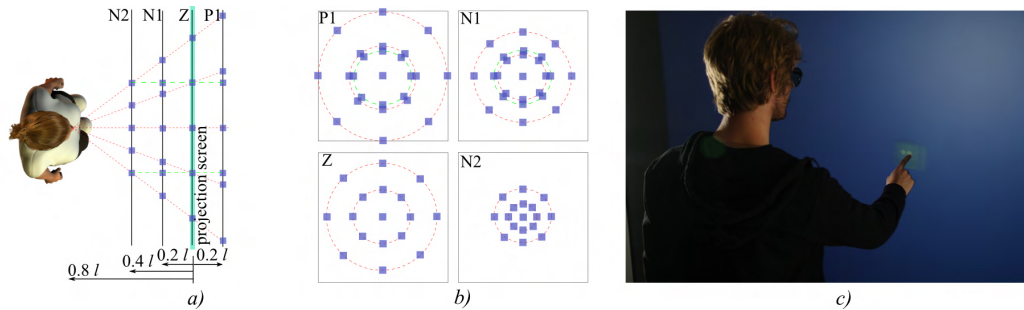 N2 N1 Z P1
projection screen
0.2 l 0.2 l
0.4 l
0.8 l
a)
P1 N1
Z N2
b)
c)